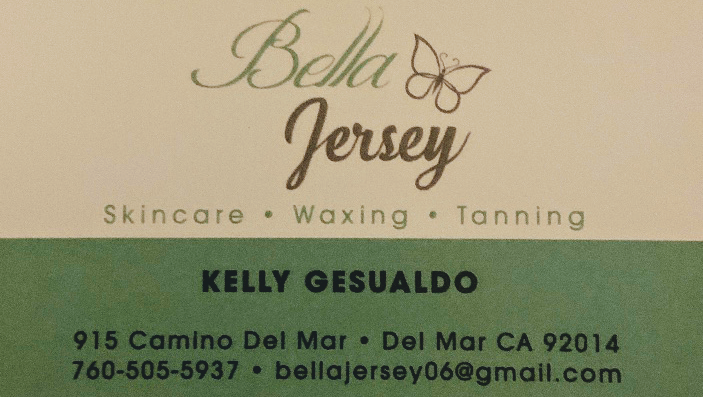 Bella
Jersey
Skincare • Waxing • Tanning
KELLY GESUALDO
915 Camino Del Mar • Del Mar CA 92014
760-505-5937 • bellajersey06@gmail.com